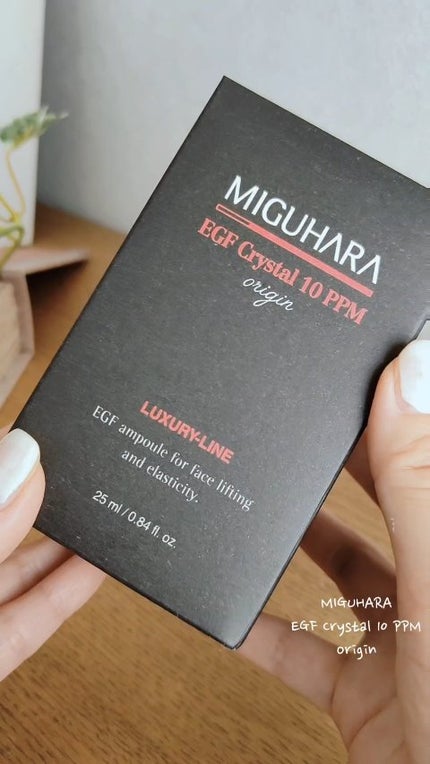 MIGUHARA
EGF Crystal 10 PPM
origin
LUXURY-LINE
EGF ampoule for face lifting
and elasticity.
25 ml / 0.84 fl. oz.
MIGUHARA
EGF crystal 10 PPM
origin